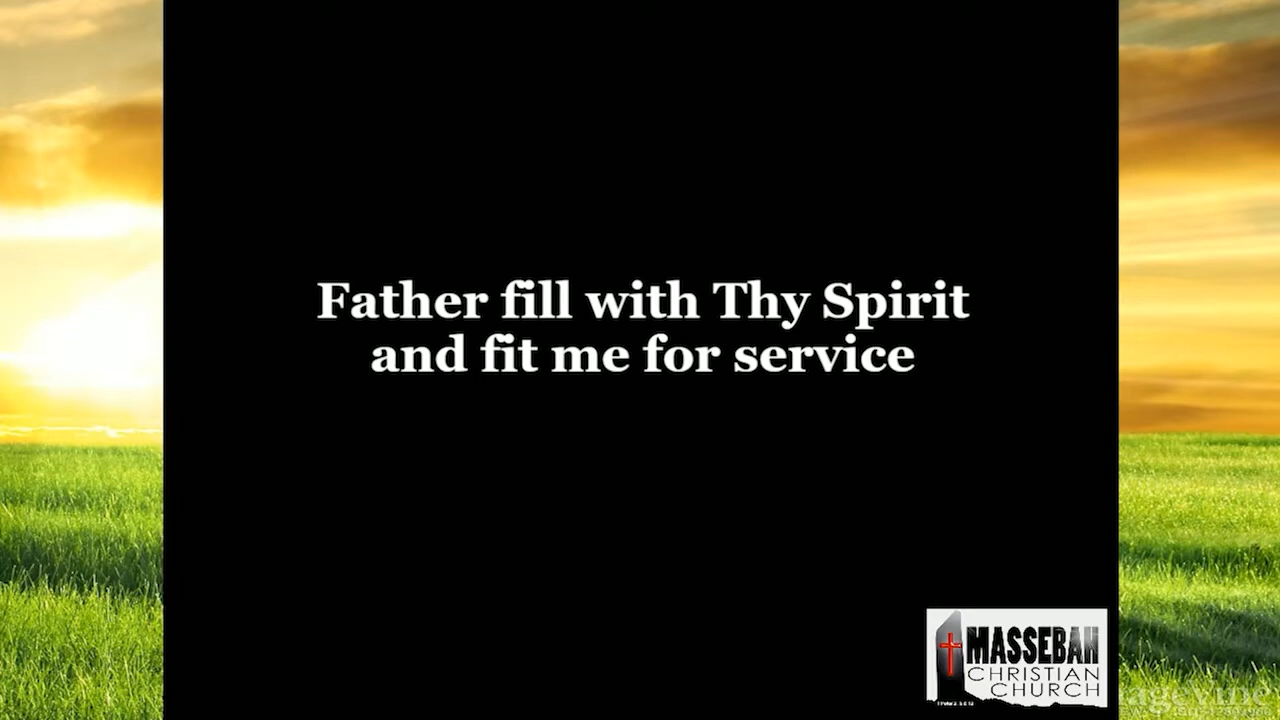 Father fill with Thy Spirit
and fit me for service
MASSEBAH
CHRISTIAN
CHURCH